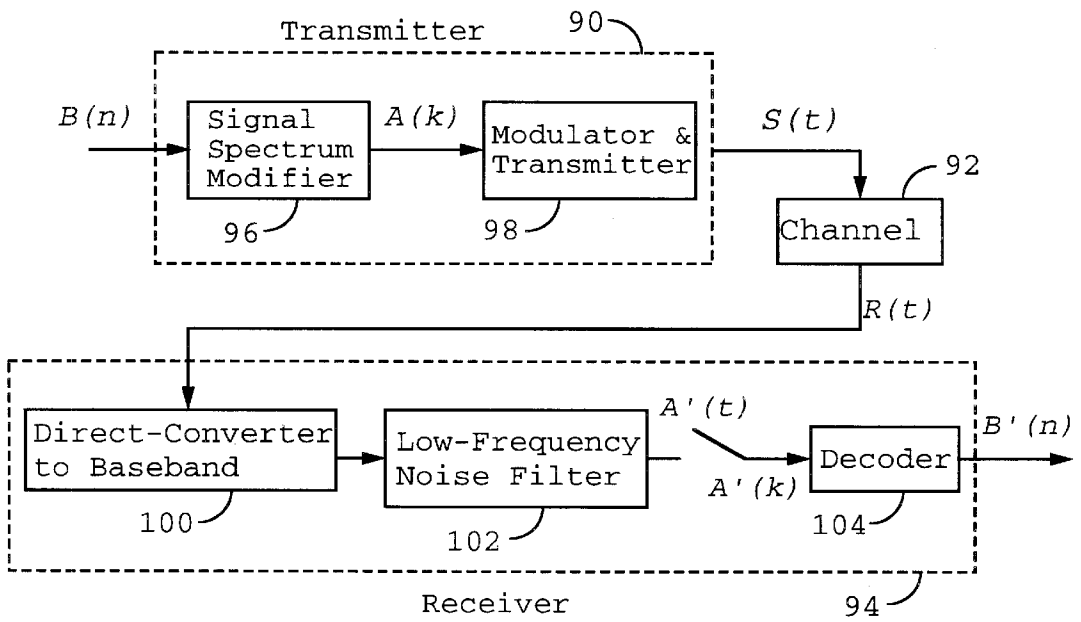 Transmitter
90
B(n)
Signal
Spectrum
Modifier
96
A(k)
Modulator &
Transmitter
98
S(t)
92
Channel
R(t)
Direct-Converter
to Baseband
100
Low-Frequency
Noise Filter
102
A'(t)
A'(k)
Decoder
104
B'(n)
94
Receiver